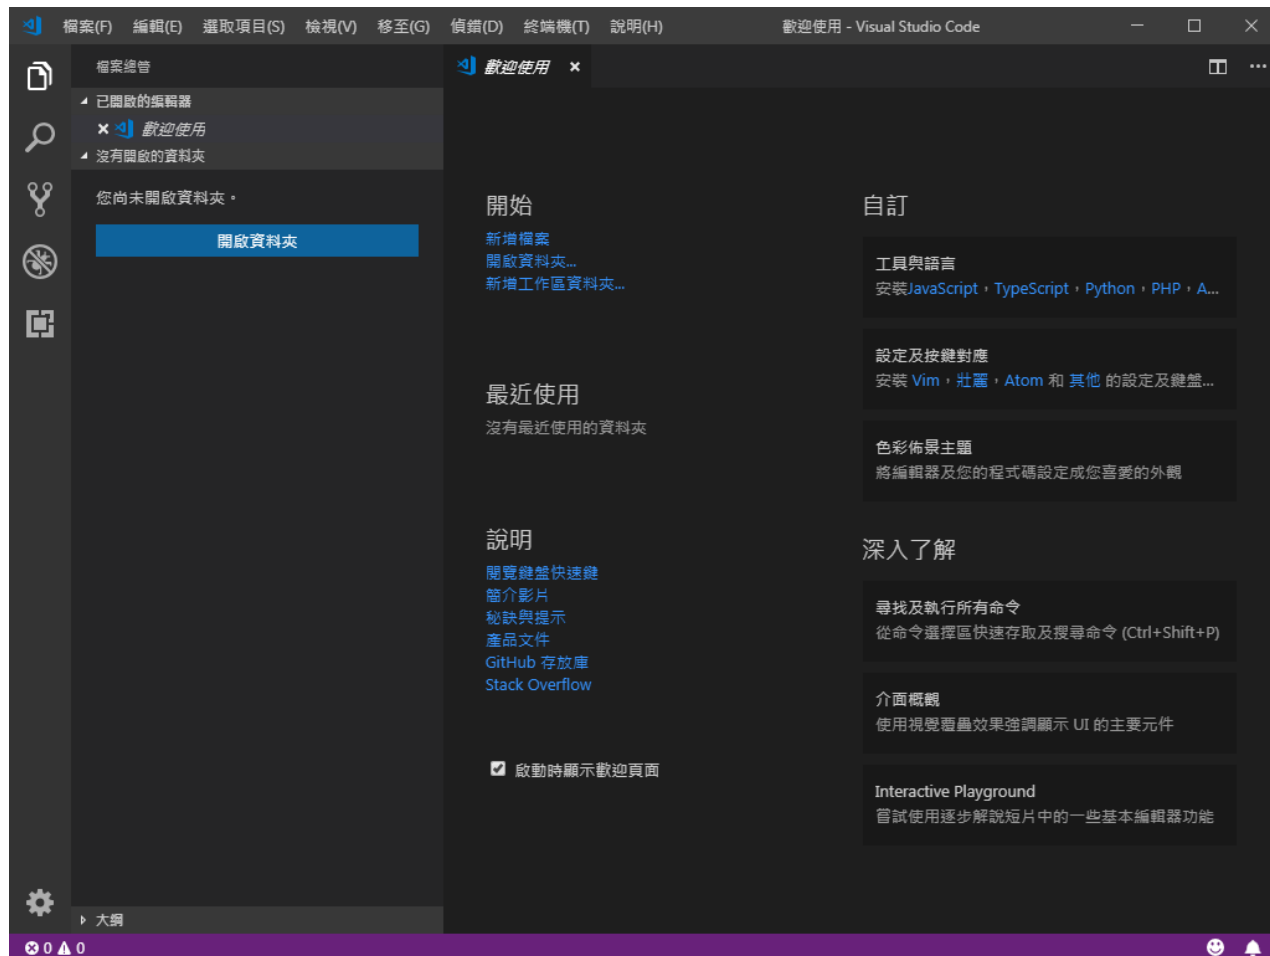 檔案(F) 編輯(E) 選取項目(S) 檢視(V) 移至(G) 偵錯(D) 終端機(T) 說明(H) 歡迎使用 - Visual Studio Code
檔案總管
歡迎使用
已開啟的編輯器
歡迎使用
沒有開啟的資料夾
您尚未開啟資料夾。
開啟資料夾
開始
新增檔案
開啟資料夾...
新增工作區資料夾...
最近使用
沒有最近使用的資料夾
說明
閱覽鍵盤快速鍵
簡介影片
秘訣與提示
產品文件
GitHub 存放庫
Stack Overflow
啟動時顯示歡迎頁面
自訂
工具與語言
安裝JavaScript，TypeScript，Python，PHP，A...
設定及按鍵對應
安裝 Vim，壯麗，Atom 和 其他 的設定及鍵盤...
色彩佈景主題
將編輯器及您的程式碼設定成您喜愛的外觀
深入了解
尋找及執行所有命令
從命令選擇區快速存取及搜尋命令 (Ctrl+Shift+P)
介面概觀
使用視覺覆疊效果強調顯示 UI 的主要元件
Interactive Playground
嘗試使用逐步解說短片中的一些基本編輯器功能
大綱
0 0